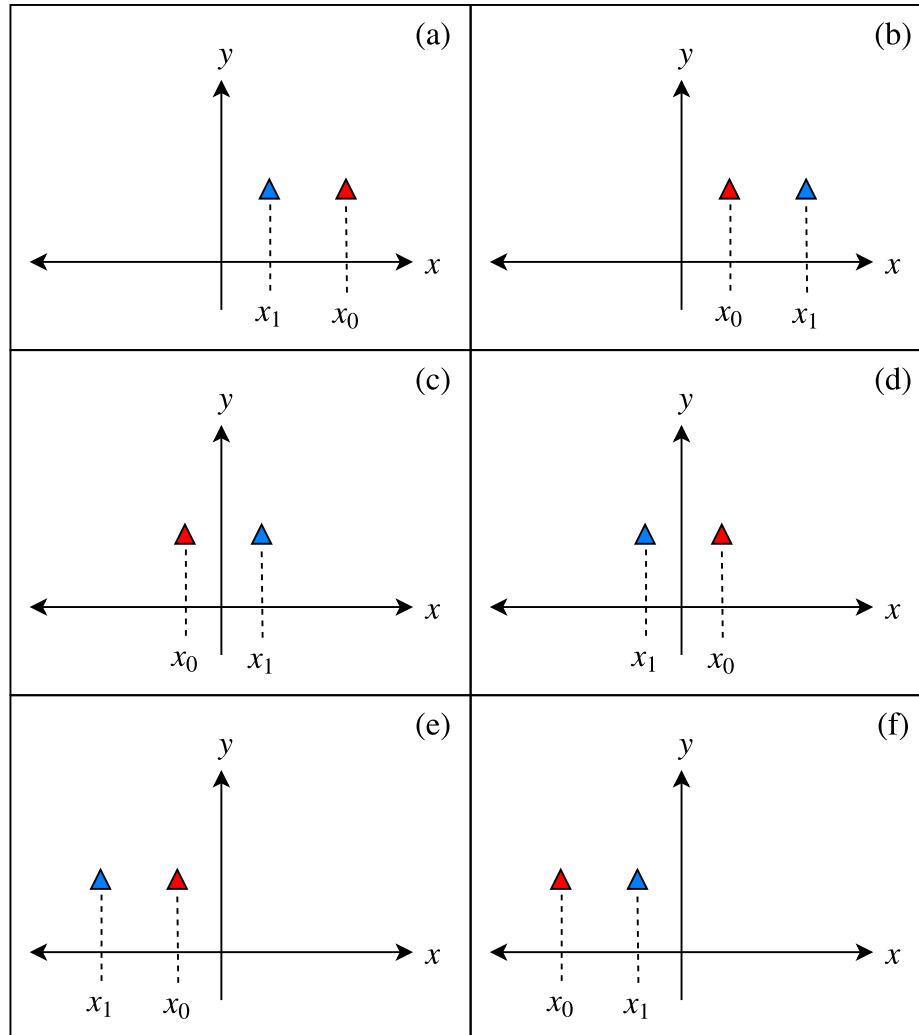 (a)
y
x
x₁ x₀
(b)
y
x
x₀ x₁
(c)
y
x
x₀ x₁
(d)
y
x
x₁ x₀
(e)
y
x
x₁ x₀
(f)
y
x
x₀ x₁